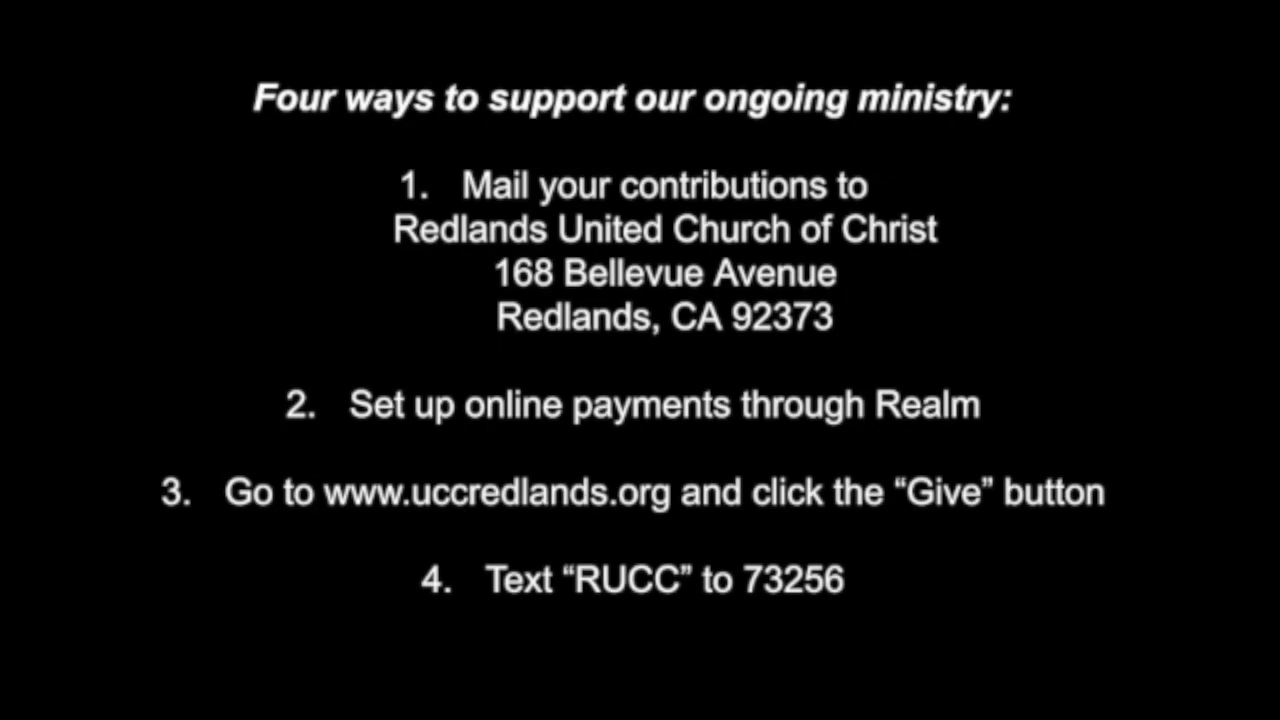 Four ways to support our ongoing ministry:
1. Mail your contributions to
Redlands United Church of Christ
168 Bellevue Avenue
Redlands, CA 92373
2. Set up online payments through Realm
3. Go to www.uccredlands.org and click the “Give” button
4. Text “RUCC” to 73256